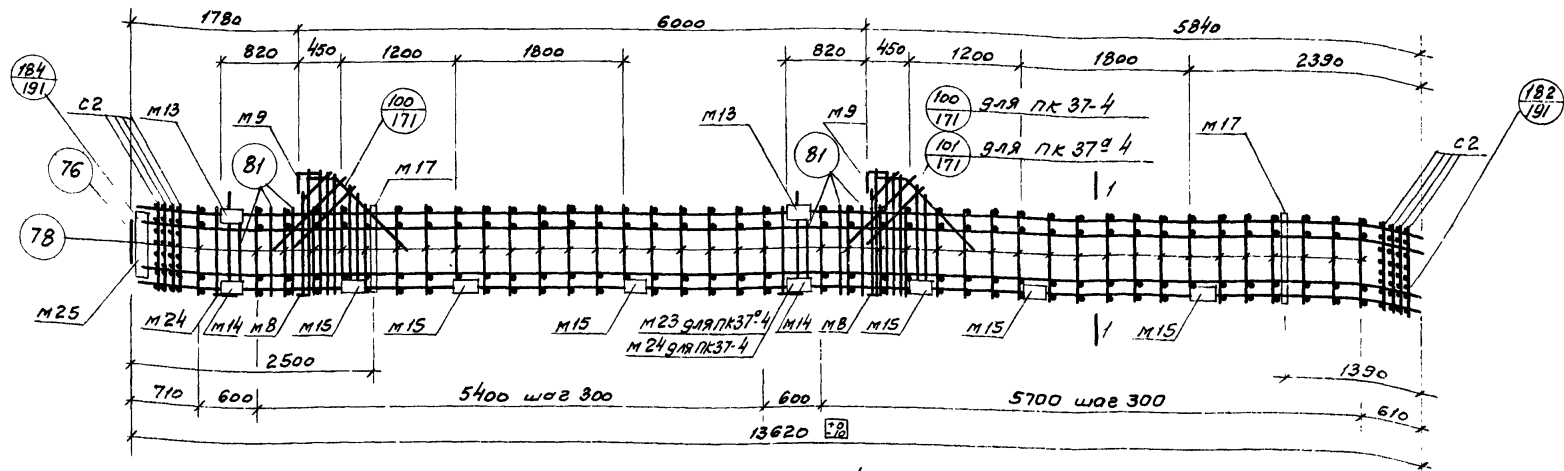 1780
6000
5840
820
450
1200
1800
820
450
1200
1800
2390
184
191
с2
м13
м9
100
171
м13
м9
100
171
для пк 37-4
101
171
для пк 37а 4
м17
182
191
с2
76
81
м17
81
1
78
м25
м24
м14
м8
м15
м15
м15
м23 для пк37а-4
м24 для пк37-4
м14
м8
м15
м15
1
м15
2500
1390
710
600
5400 шаг 300
600
5700 шаг 300
610
13620 +0 -10